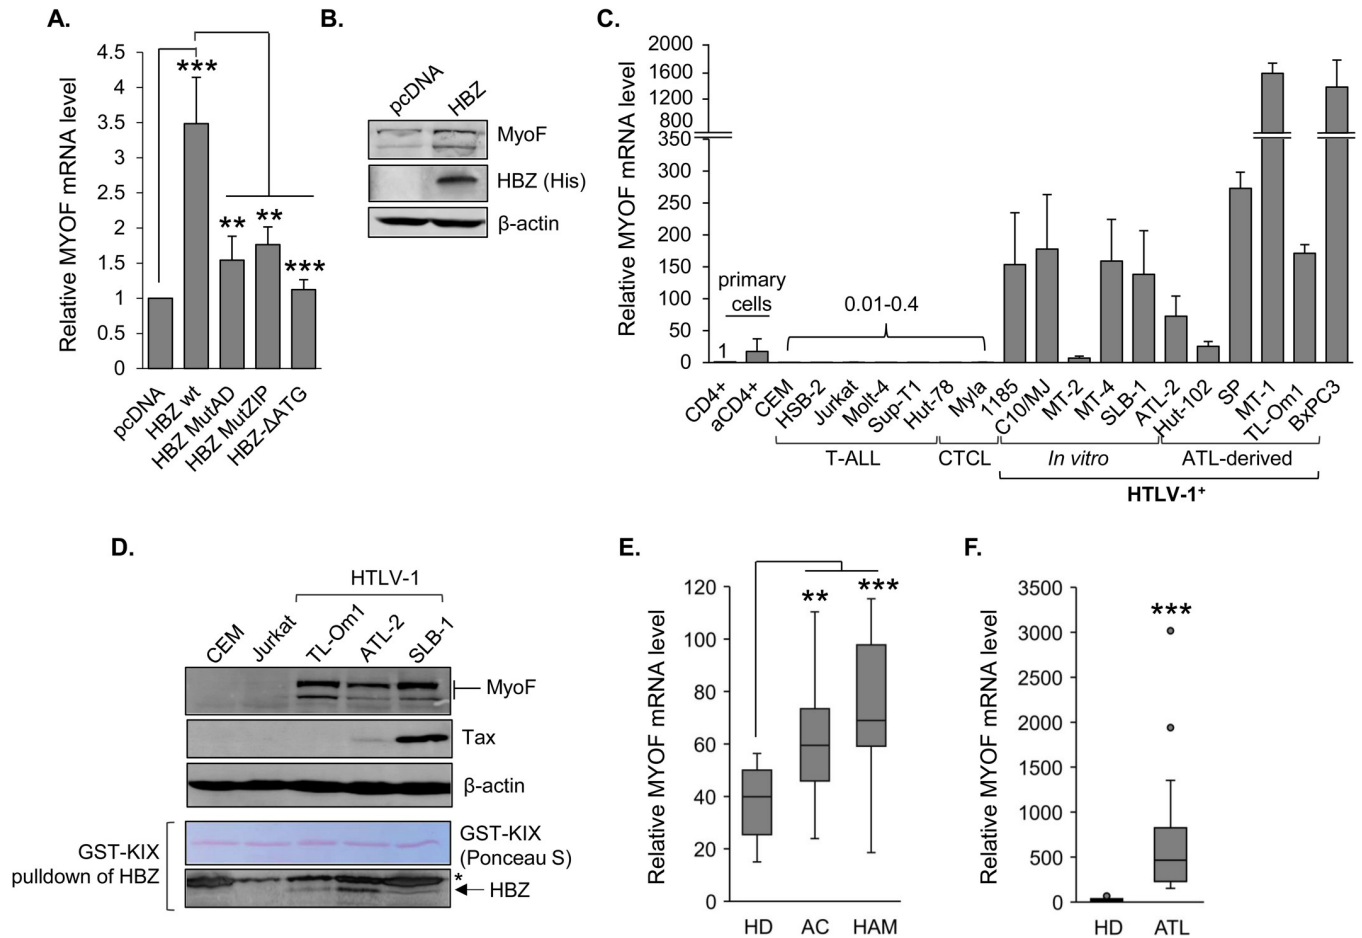 A.
Relative MYOF mRNA level
4.5
4
3.5
3
2.5
2
1.5
1
0.5
0
***
**
**
***
pcDNA
HBZ wt
HBZ MutAD
HBZ MutZIP
HBZ-ΔATG
B.
pcDNA
HBZ
MyoF
HBZ (His)
β-actin
C.
Relative MYOF mRNA level
2000
1600
1200
800
350
300
250
200
150
100
50
0
primary
cells
1
0.01-0.4
CD4+
aCD4+
CEM
HSB-2
Jurkat
Molt-4
Sup-T1
Hut-78
Myla
1185
C10/MJ
MT-2
MT-4
SLB-1
ATL-2
Hut-102
SP
MT-1
TL-Om1
BxPC3
T-ALL
CTCL
In vitro
ATL-derived
HTLV-1+
D.
HTLV-1
CEM
Jurkat
TL-Om1
ATL-2
SLB-1
MyoF
Tax
β-actin
GST-KIX
(Ponceau S)
GST-KIX
pulldown of HBZ
*
HBZ
E.
Relative MYOF mRNA level
120
100
80
60
40
20
0
**
***
HD
AC
HAM
F.
Relative MYOF mRNA level
3500
3000
2500
2000
1500
1000
500
0
***
HD
ATL